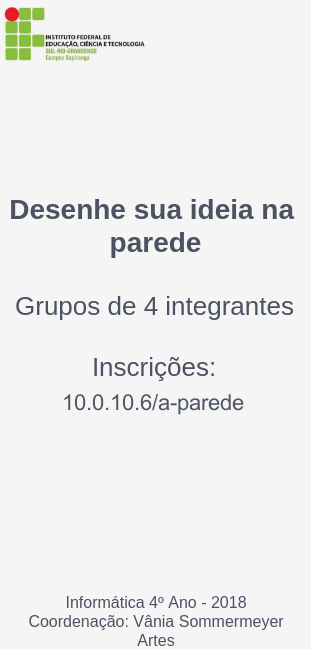 INSTITUTO FEDERAL DE
EDUCAÇÃO, CIÊNCIA E TECNOLOGIA
SUL-RIO-GRANDENSE
Campus Sapiranga
Desenhe sua ideia na
parede
Grupos de 4 integrantes
Inscrições:
10.0.10.6/a-parede
Informática 4º Ano - 2018
Coordenação: Vânia Sommermeyer
Artes